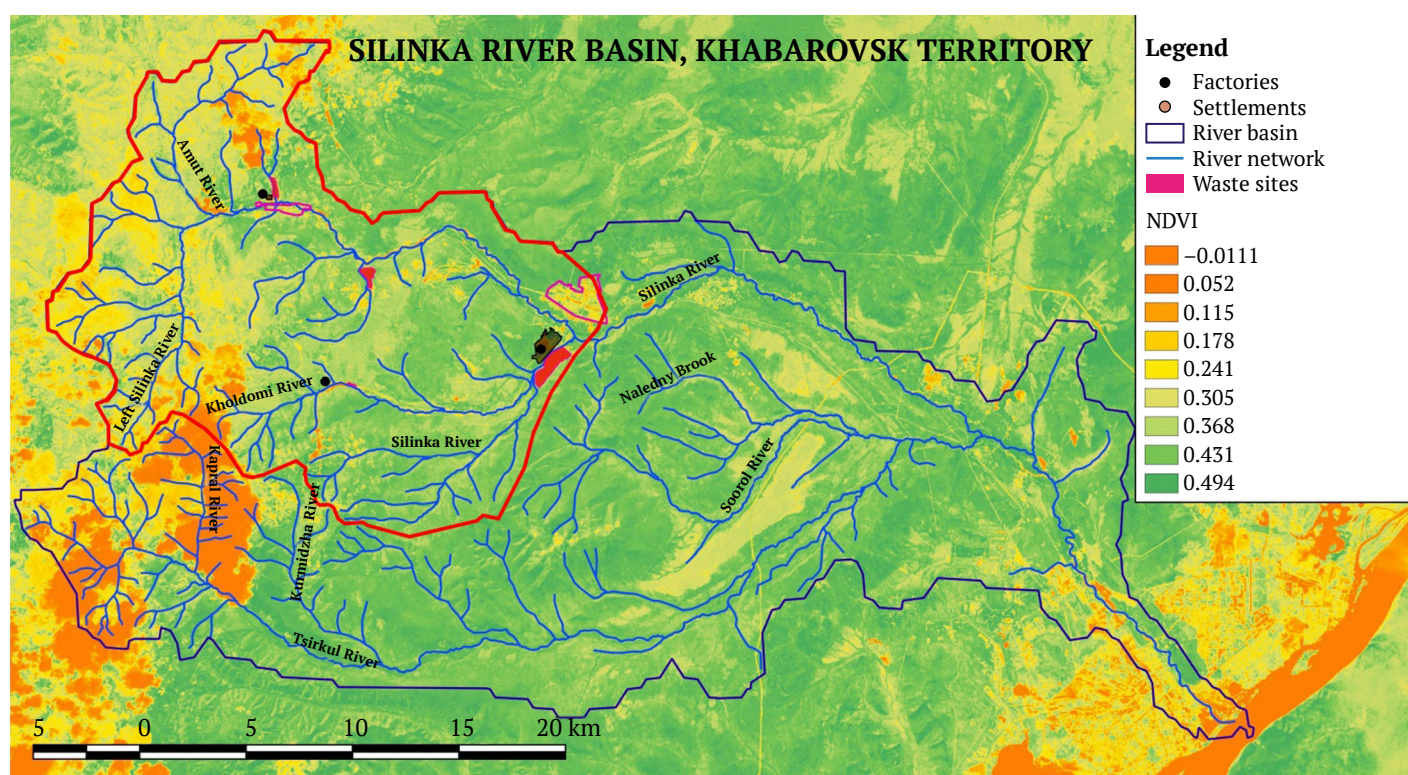 SILINKA RIVER BASIN, KHABAROVSK TERRITORY
Legend
Factories
Settlements
River basin
River network
Waste sites
NDVI
−0.0111
0.052
0.115
0.178
0.241
0.305
0.368
0.431
0.494
Amut River
Silinka River
Left Silinka River
Kholdomi River
Naledny Brook
Silinka River
Kapral River
Soorol River
Kurmidzha River
Tsirkul River
5 0 5 10 15 20 km